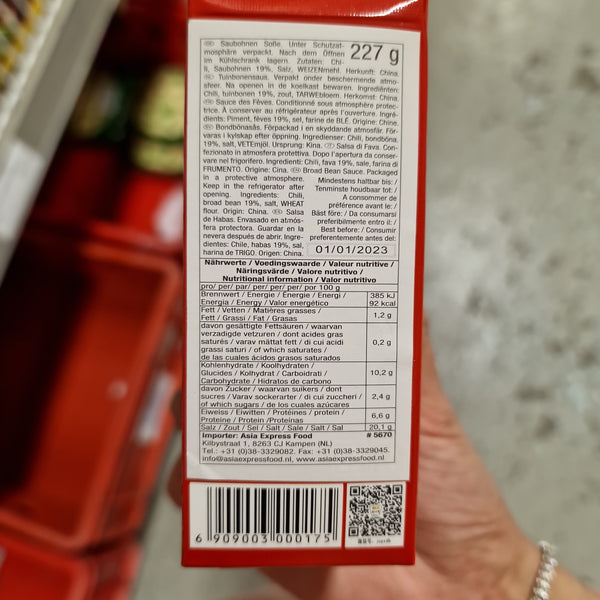 DE Saubohnen Soße. Unter Schutzat-
mosphäre verpackt. Nach dem Öffnen
im Kühlschrank lagern. Zutaten: Chi-
li, Saubohnen 19%, Salz, WEIZENmehl. Herkunft: China.
NL Tuinbonensaus. Verpakt onder beschermende atmo-
sfeer. Na openen in de koelkast bewaren. Ingrediënten:
Chili, tuinbonen 19%, zout, TARWEbloem. Herkomst: China.
FR Sauce des Fèves. Conditionné sous atmosphère protec-
trice. À conserver au réfrigérateur après l'ouverture. Ingré-
dients: Piment, fèves 19%, sel, farine de BLÉ. Origine: Chine.
Bondbönasås. Förpackad i en skyddande atmosfär. För-
varas i kylskap efter öppning. Ingredienser: Chili, bondböna,
19%, salt, VETEmjöl. Ursprung: Kina. IT Salsa di Fava. Con-
fezionato in atmosfera protettiva. Dopo l'apertura da conser-
vare nel frigorifero. Ingredienti: Chili, fava 19%, sale, farina di
FRUMENTO. Origine: Cina. Broad Bean Sauce. Packaged
in a protective atmosphere.
Keep in the refrigerator after
opening. Ingredients: Chili,
broad bean 19%, salt, WHEAT
flour. Origin: China. ES Salsa
de Habas. Envasado en atmós-
fera protectora. Guardar en la
nevera después de abrir. Ingre-
dientes: Chile, habas 19%, sal,
harina de TRIGO. Origen: China.
227 g
Mindestens haltbar bis: /
Tenminste houdbaar tot: /
A consommer de
préférence avant le: /
Bäst före: / Da consumarsi
preferibilmente entro il: /
Best before: / Consumir
preferentemente antes del:
01/01/2023
Nährwerte / Voedingswaarde / Valeur nutritive /
Näringsvärde / Valore nutritivo /
Nutritional information / Valor nutritivo
pro/ per/ par/ per/ per/ per/ por 100 g
Brennwert / Energie / Énergie / Energi / 385 kJ
Energia / Energy / Valor energético 92 kcal
Fett / Vetten / Matières grasses /
Fett / Grassi / Fat / Grasas 1,2 g
davon gesättigte Fettsäuren / waarvan
verzadigde vetzuren / dont acides gras
saturés / varav mättat fett / di cui acidi 0,2 g
grassi saturi / of which saturates /
de las cuales ácidos grasos saturados
Kohlenhydrate / Koolhydraten /
Glucides / Kolhydrat / Carboidrati / 10,2 g
Carbohydrate / Hidratos de carbono
davon Zucker / waarvan suikers / dont
sucres / Varav sockerarter / di cui zuccheri / 2,4 g
of which sugars / de los cuales azúcares
Eiweiss / Eiwitten / Protéines / protein / 6,6 g
Proteine / Protein /Proteínas
Salz / Zout / Sel / Salt / Sale / Salt / Sal 20,1 g
Importer: Asia Express Food # 5670
Kilbystraat 1, 8263 CJ Kampen (NL)
Tel.: +31 (0)38-3329082. Fax: +31 (0)38-3329045.
info@asiaexpressfood.nl, www.asiaexpressfood.nl
6 909003 000175